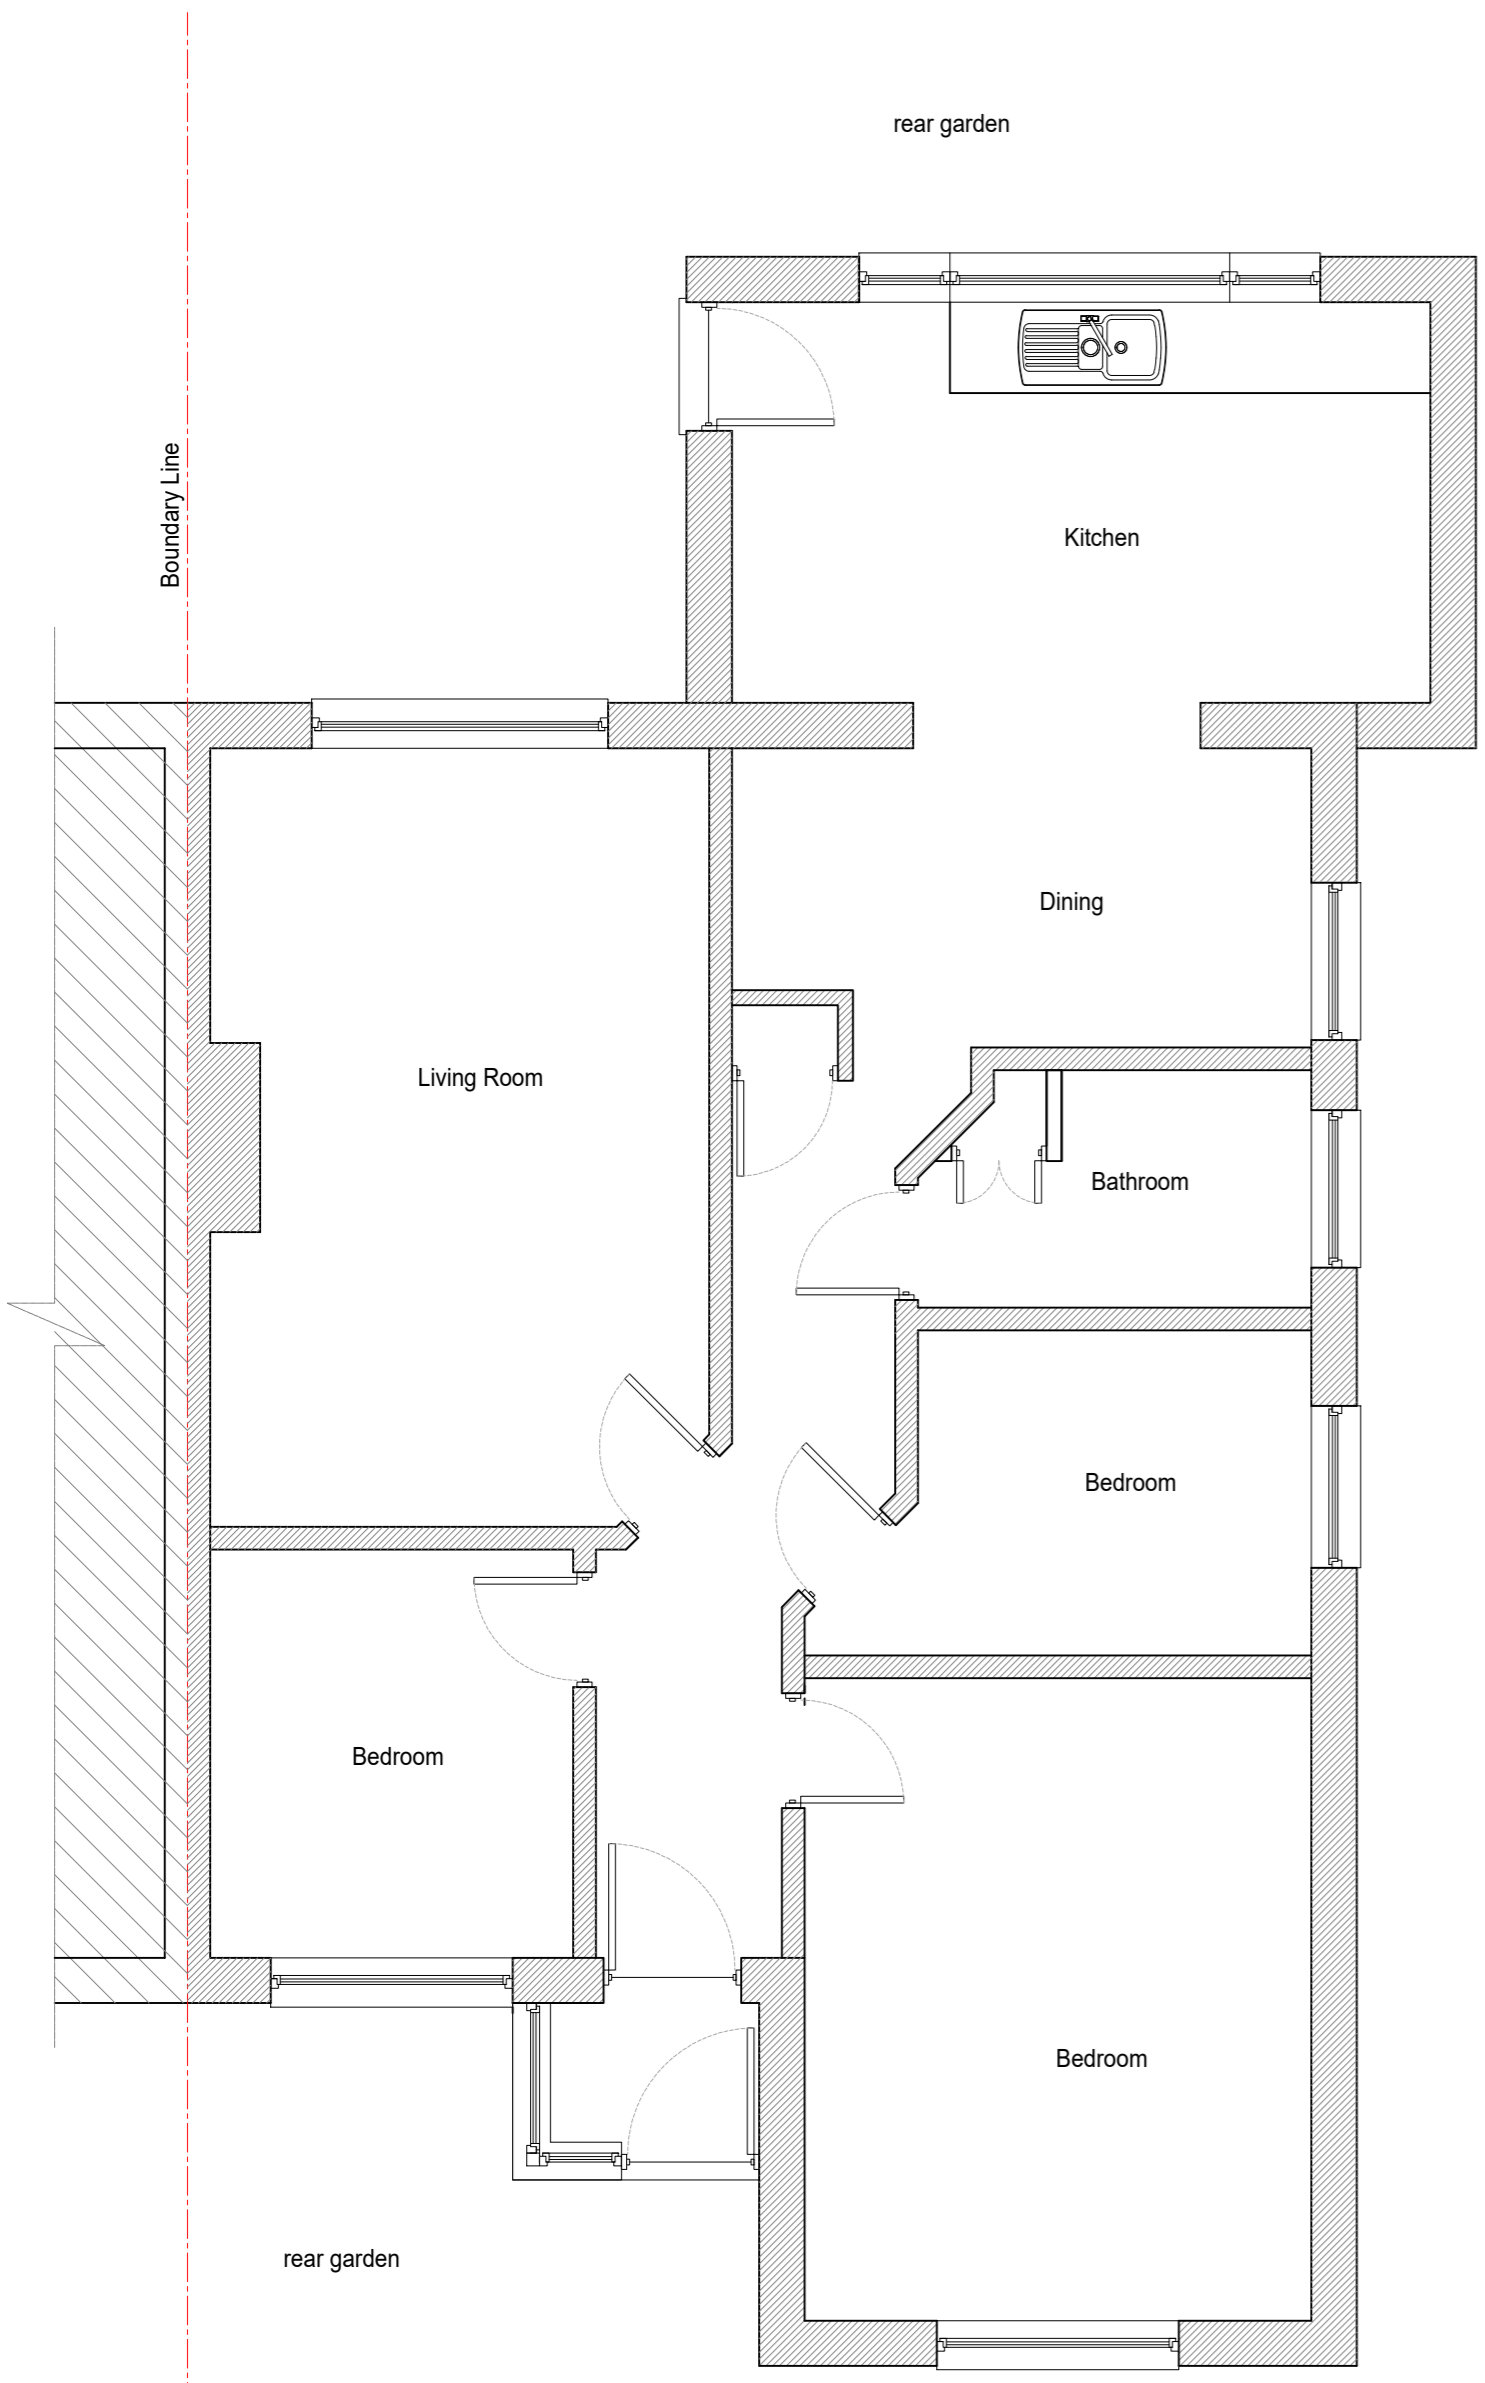 rear garden
Boundary Line
Kitchen
Dining
Living Room
Bathroom
Bedroom
Bedroom
Bedroom
rear garden